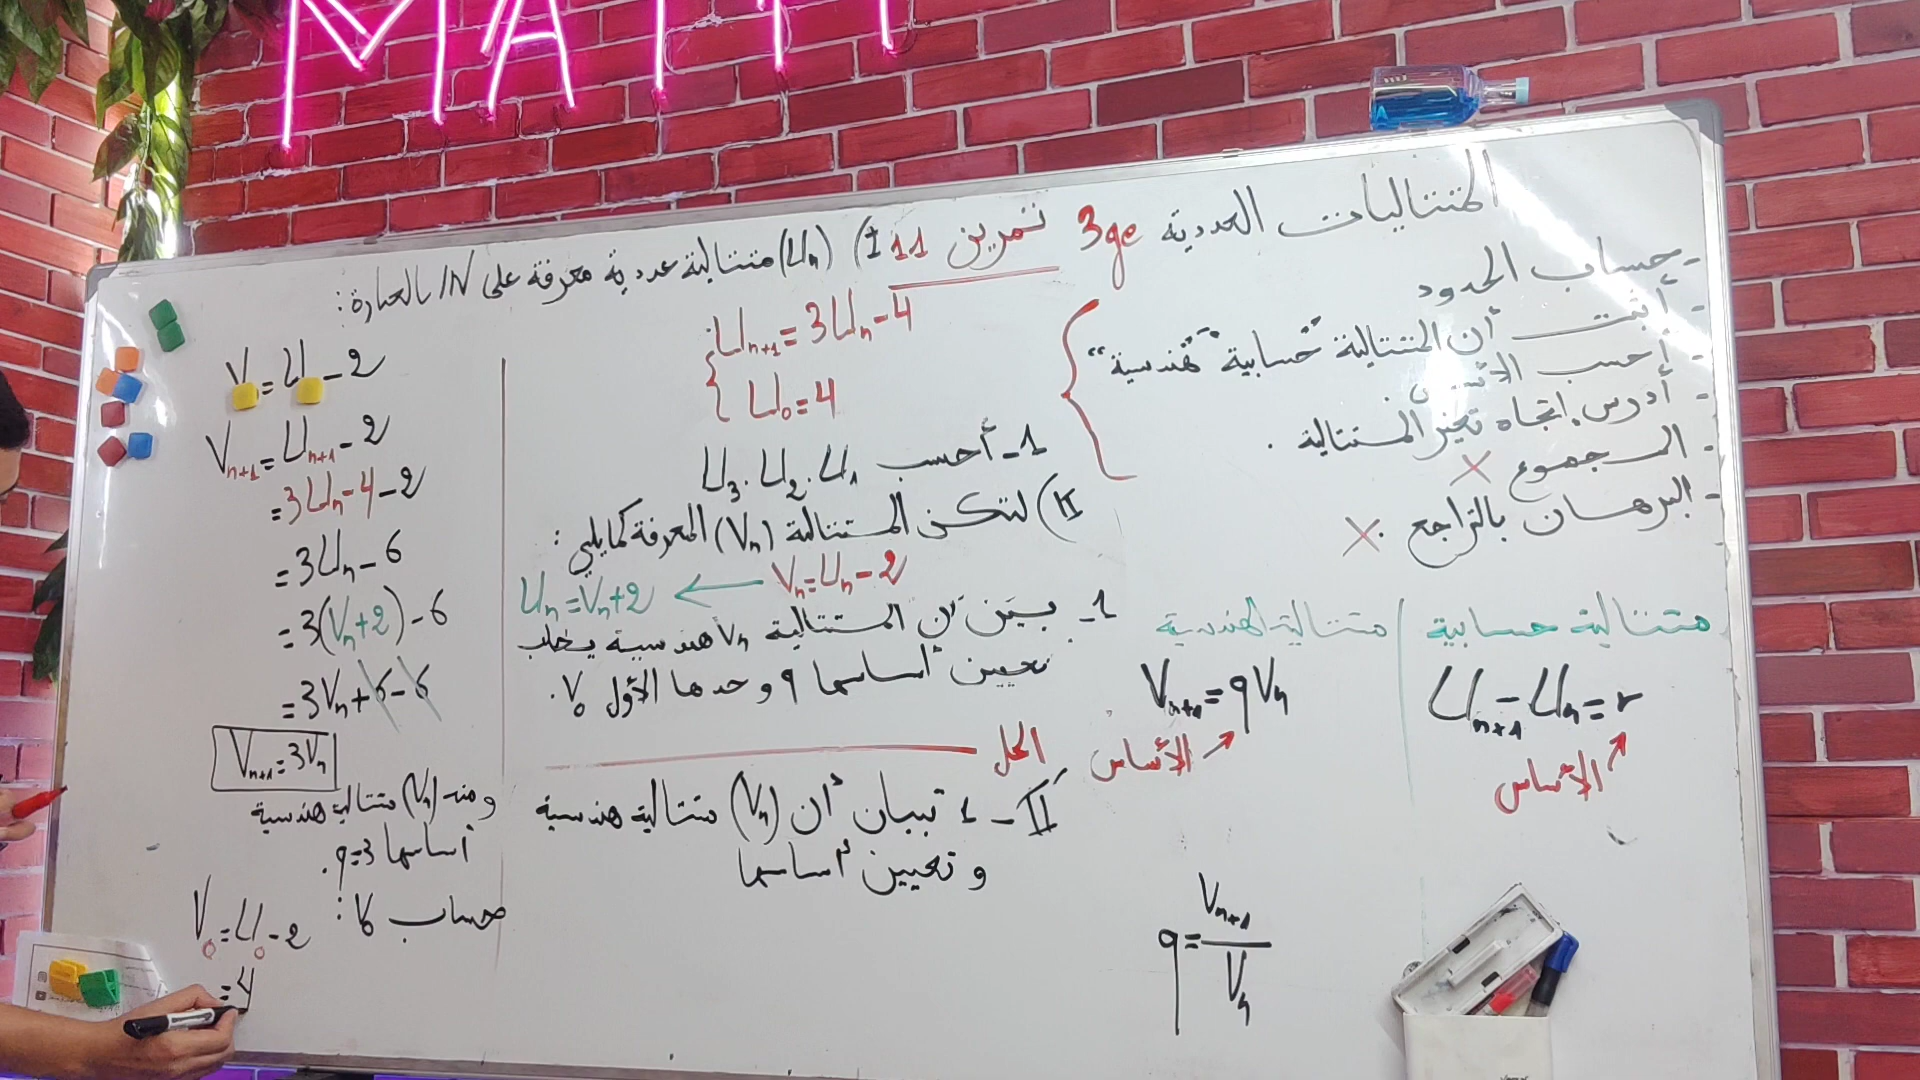 MATH
المتتاليات العددية 3ge
- حساب الحدود
- أثبت أن المتتالية "حسابية" "هندسية"
- أحسب الأساس.
- أدرس اتجاه تغير المتتالية.
- المجموع ×
- البرهان بالتراجع. ×
متتالية حسابية | متتالية هندسية
Un+1 - Un = r
الأساس
Vn+1 = qVn
الأساس
q = Vn+1 / Vn
تمرين 11 I) (Un) متتالية عددية معرفة على IN بالعبارة:
Un+1 = 3Un - 4
U0 = 4
1- أحسب U1 . U2 . U3
II) لتكن المتتالية (Vn) المعرفة كمايلي:
Vn = Un - 2 ← Un = Vn + 2
1- بيّن أن المتتالية Vn هندسية يطلب
تعيين أساسها q وحدها الأول V0.
الحل
II - 1 تبيان أن (Vn) متتالية هندسية
و تعيين أساسها
V = U - 2
Vn+1 = Un+1 - 2
= 3Un - 4 - 2
= 3Un - 6
= 3(Vn + 2) - 6
= 3Vn + 6 - 6
Vn+1 = 3Vn
ومنه (Vn) متتالية هندسية
أساسها q=3.
حساب V0:
V0 = U0 - 2
= 4